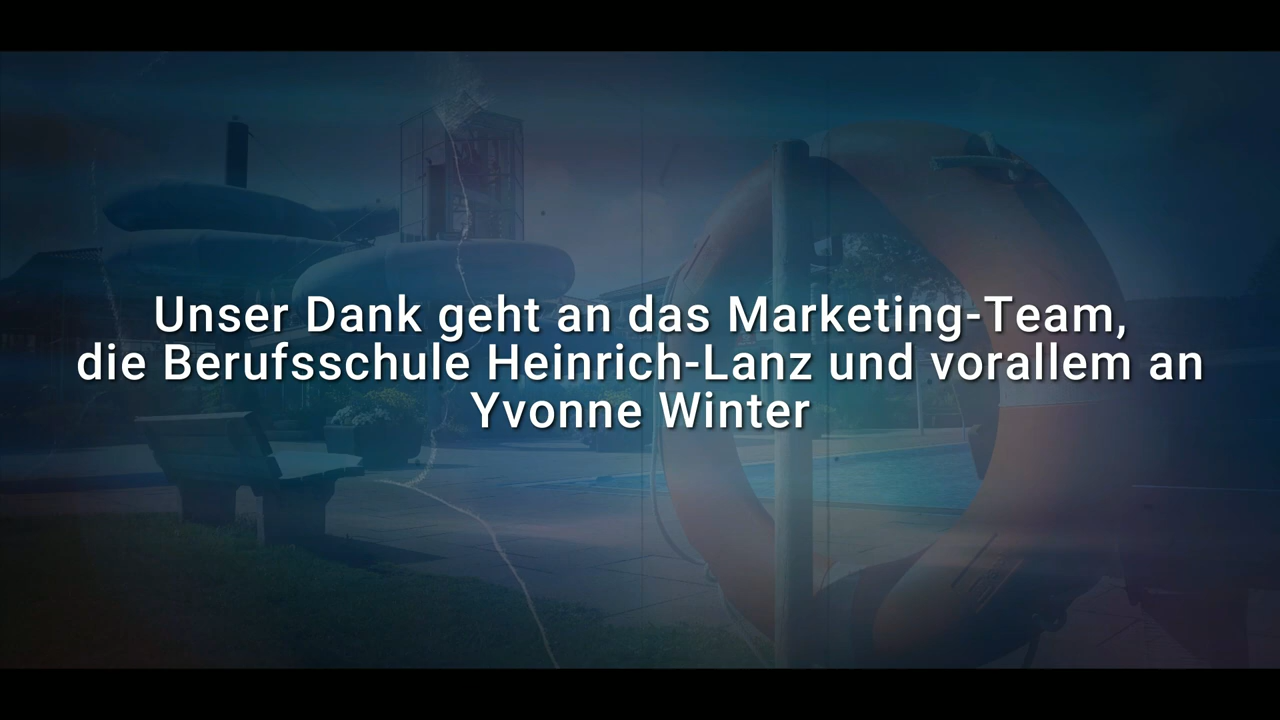 Unser Dank geht an das Marketing-Team,
die Berufsschule Heinrich-Lanz und vorallem an
Yvonne Winter